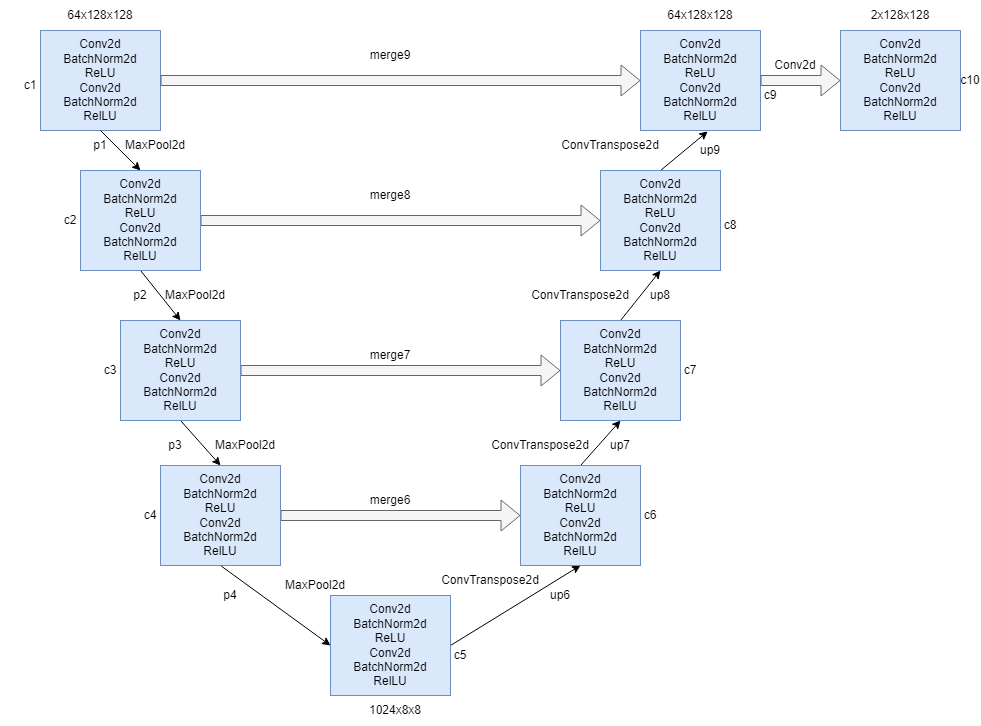 64x128x128
64x128x128
2x128x128
Conv2d
BatchNorm2d
ReLU
Conv2d
BatchNorm2d
RelLU
c1
merge9
Conv2d
BatchNorm2d
ReLU
Conv2d
BatchNorm2d
RelLU
c9
Conv2d
Conv2d
BatchNorm2d
ReLU
Conv2d
BatchNorm2d
RelLU
c10
p1
MaxPool2d
ConvTranspose2d
up9
Conv2d
BatchNorm2d
ReLU
Conv2d
BatchNorm2d
RelLU
c2
merge8
Conv2d
BatchNorm2d
ReLU
Conv2d
BatchNorm2d
RelLU
c8
p2
MaxPool2d
ConvTranspose2d
up8
Conv2d
BatchNorm2d
ReLU
Conv2d
BatchNorm2d
RelLU
c3
merge7
Conv2d
BatchNorm2d
ReLU
Conv2d
BatchNorm2d
RelLU
c7
p3
MaxPool2d
ConvTranspose2d
up7
Conv2d
BatchNorm2d
ReLU
Conv2d
BatchNorm2d
RelLU
c4
merge6
Conv2d
BatchNorm2d
ReLU
Conv2d
BatchNorm2d
RelLU
c6
p4
MaxPool2d
ConvTranspose2d
up6
Conv2d
BatchNorm2d
ReLU
Conv2d
BatchNorm2d
RelLU
c5
1024x8x8